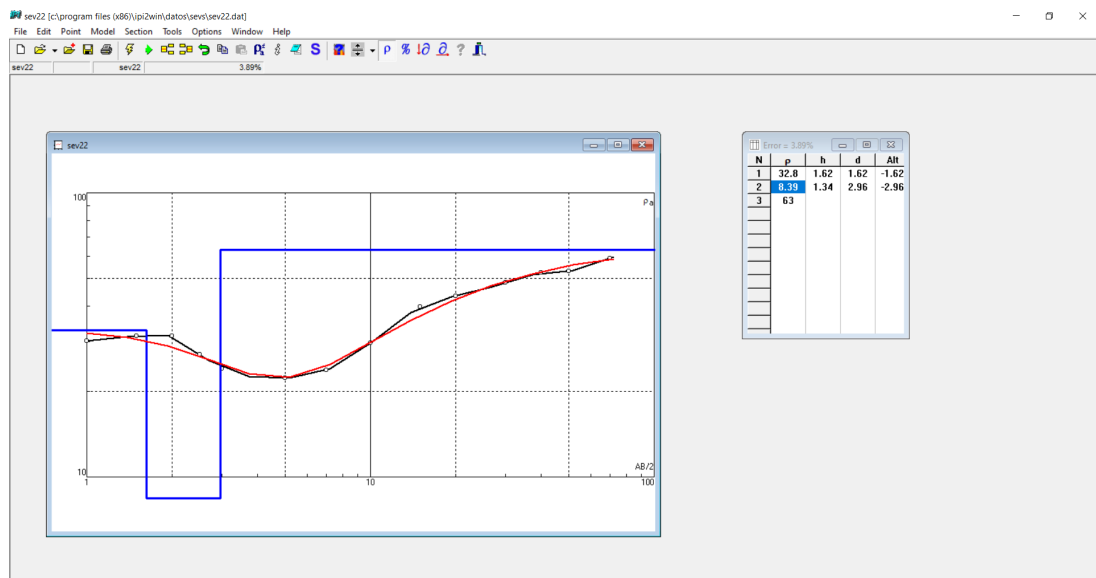 sev22 [c:\program files (x86)\ipi2win\datos\sevs\sev22.dat]
File Edit Point Model Section Tools Options Window Help
ρ % ?
sev22 sev22 3.89%
sev22
100
ρa
10
AB/2
1 10 100
Error = 3.89%
N ρ h d Alt
1 32.8 1.62 1.62 -1.62
2 8.39 1.34 2.96 -2.96
3 63